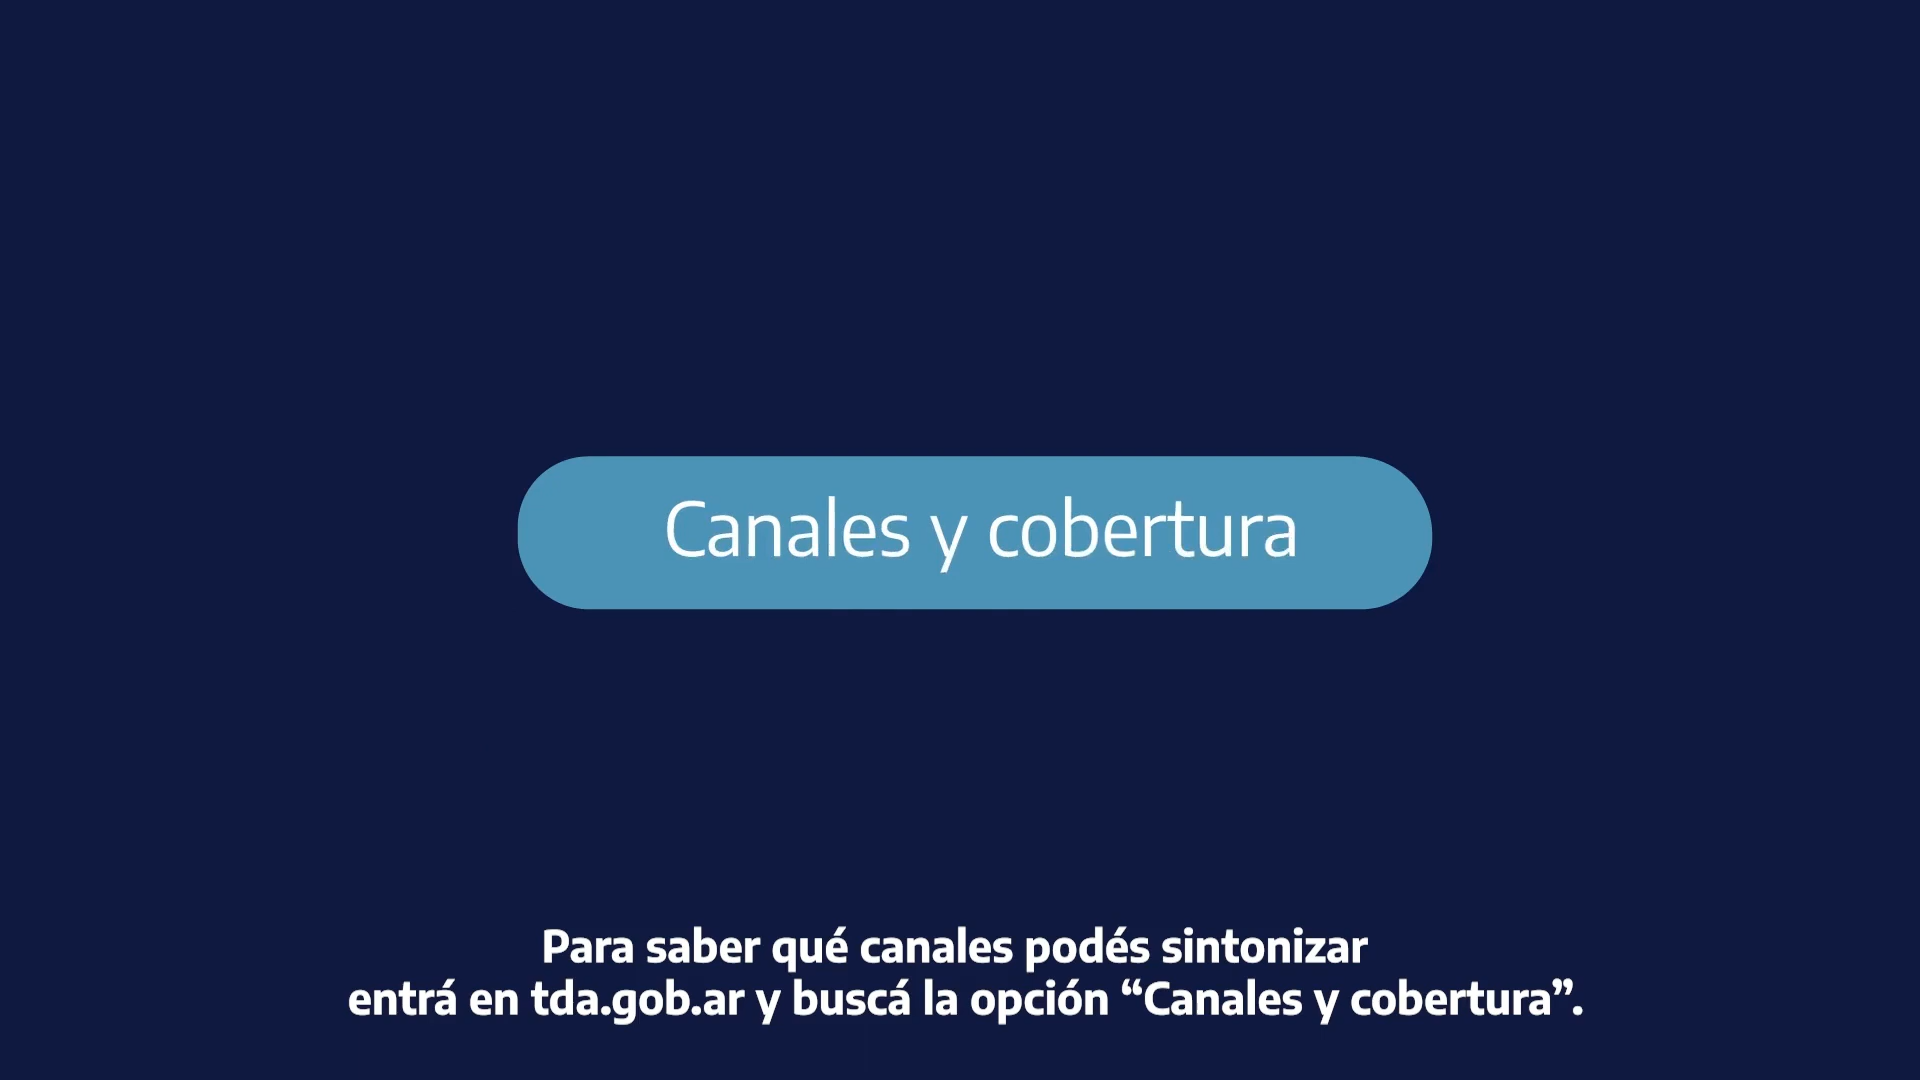 Canales y cobertura
Para saber qué canales podés sintonizar
entrá en tda.gob.ar y buscá la opción “Canales y cobertura”.